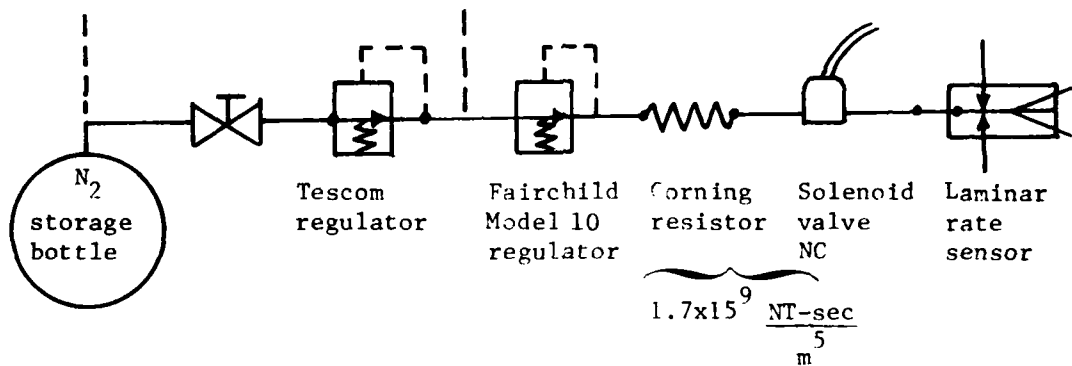 N2
storage
bottle
Tescom
regulator
Fairchild
Model 10
regulator
Corning
resistor
Solenoid
valve
NC
Laminar
rate
sensor
1.7x15^9 NT-sec
m^5